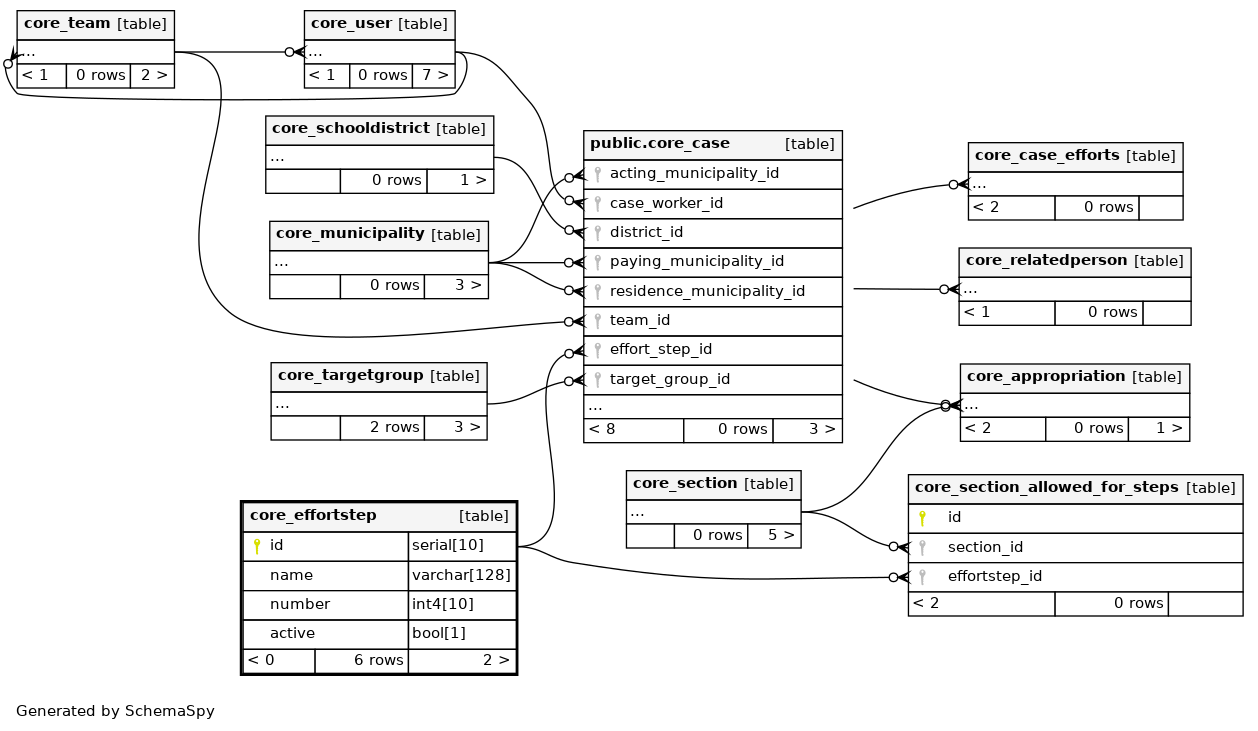 core_team [table]
...
< 1 0 rows 2 >
core_user [table]
...
< 1 0 rows 7 >
core_schooldistrict [table]
...
0 rows 1 >
core_municipality [table]
...
0 rows 3 >
core_targetgroup [table]
...
2 rows 3 >
core_effortstep [table]
id serial[10]
name varchar[128]
number int4[10]
active bool[1]
< 0 6 rows 2 >
public.core_case [table]
acting_municipality_id
case_worker_id
district_id
paying_municipality_id
residence_municipality_id
team_id
effort_step_id
target_group_id
...
< 8 0 rows 3 >
core_section [table]
...
0 rows 5 >
core_case_efforts [table]
...
< 2 0 rows
core_relatedperson [table]
...
< 1 0 rows
core_appropriation [table]
...
< 2 0 rows 1 >
core_section_allowed_for_steps [table]
id
section_id
effortstep_id
< 2 0 rows
Generated by SchemaSpy